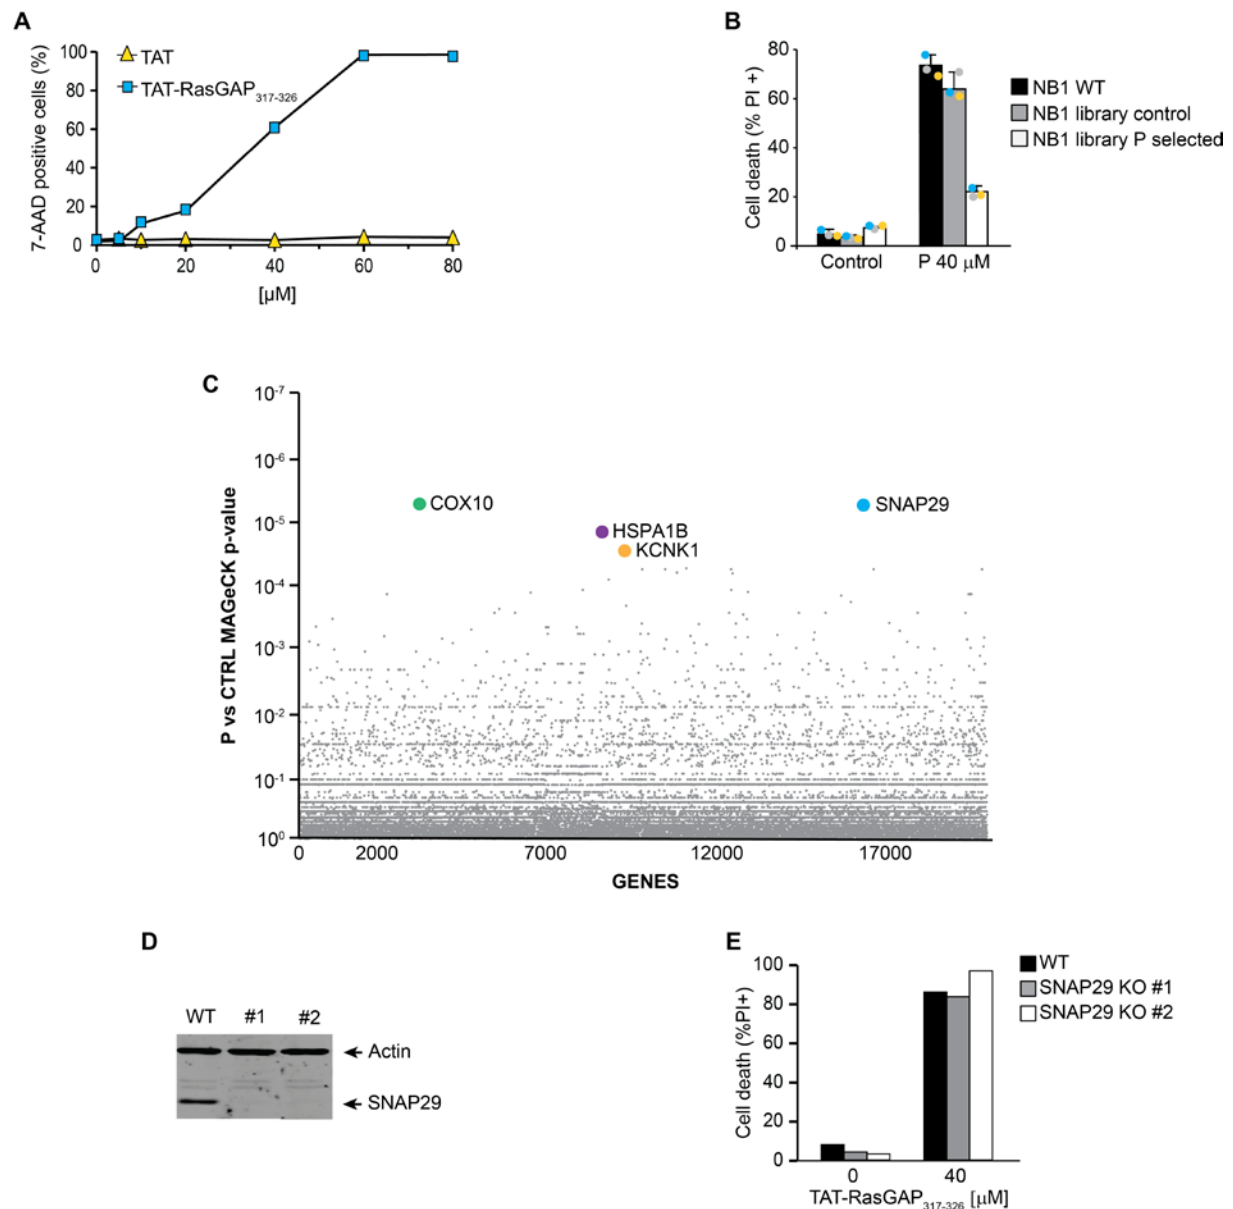 A
7-AAD positive cells (%)
100
80
60
40
20
0
0 20 40 60 80
[µM]
TAT
TAT-RasGAP317-326
B
Cell death (% PI +)
80
60
40
20
0
Control P 40 µM
NB1 WT
NB1 library control
NB1 library P selected
C
P vs CTRL MAGeCK p-value
10-7
10-6
10-5
10-4
10-3
10-2
10-1
100
COX10
HSPA1B
KCNK1
SNAP29
0 2000 7000 12000 17000
GENES
D
WT #1 #2
Actin
SNAP29
E
Cell death (%PI+)
100
80
60
40
20
0
0 40
TAT-RasGAP317-326 [µM]
WT
SNAP29 KO #1
SNAP29 KO #2